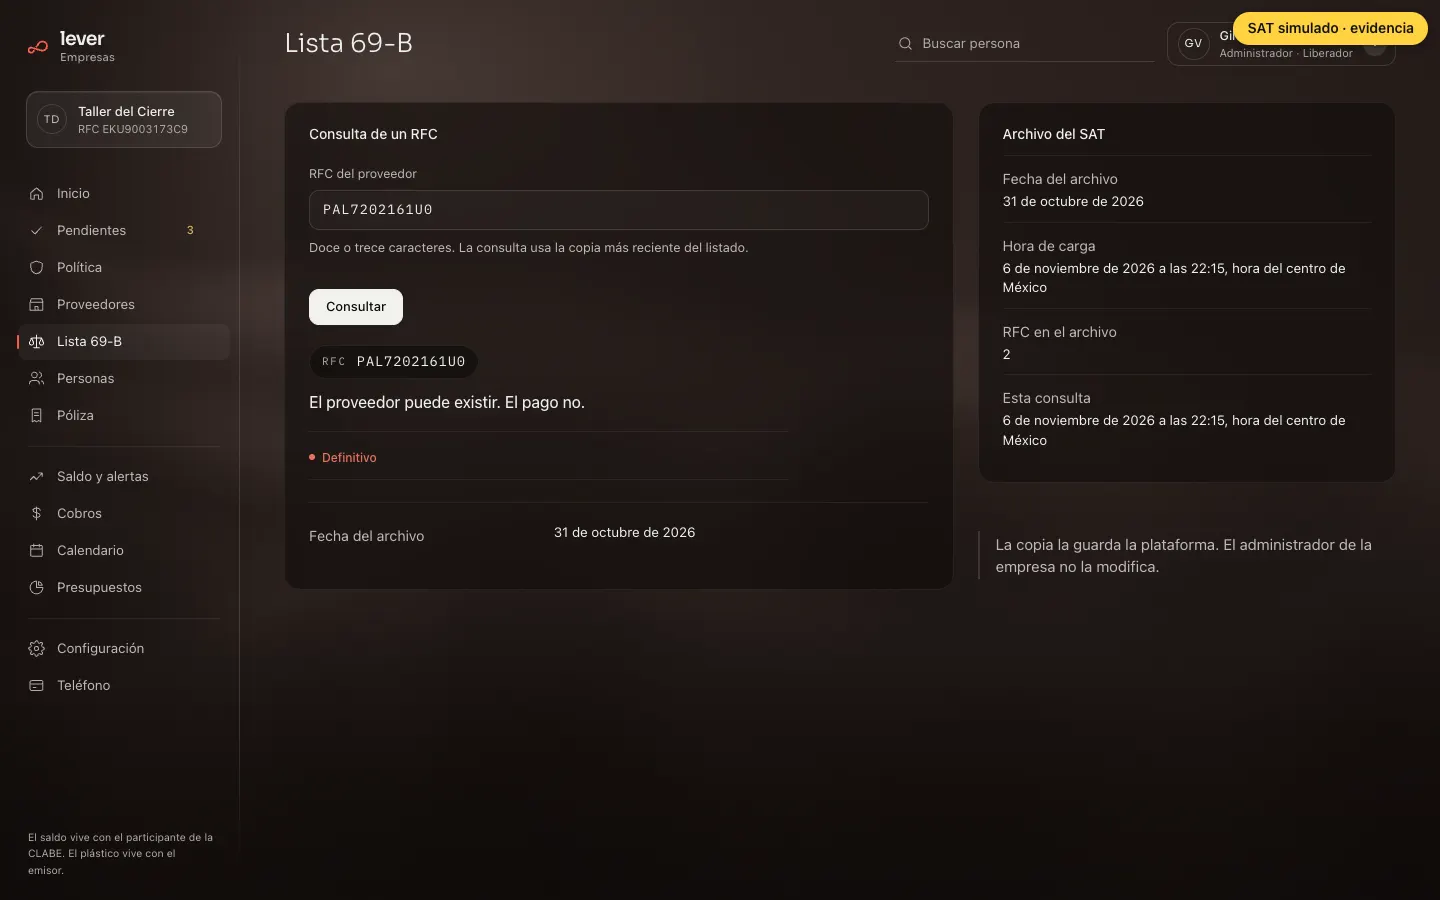 lever
Empresas
TD
Taller del Cierre
RFC EKU9003173C9
Inicio
Pendientes 3
Política
Proveedores
Lista 69-B
Personas
Póliza
Saldo y alertas
Cobros
Calendario
Presupuestos
Configuración
Teléfono
El saldo vive con el participante de la
CLABE. El plástico vive con el
emisor.
Lista 69-B
Buscar persona
GV
Administrador · Liberador
SAT simulado · evidencia
Consulta de un RFC
RFC del proveedor
PAL7202161U0
Doce o trece caracteres. La consulta usa la copia más reciente del listado.
Consultar
RFC PAL7202161U0
El proveedor puede existir. El pago no.
Definitivo
Fecha del archivo 31 de octubre de 2026
Archivo del SAT
Fecha del archivo
31 de octubre de 2026
Hora de carga
6 de noviembre de 2026 a las 22:15, hora del centro de
México
RFC en el archivo
2
Esta consulta
6 de noviembre de 2026 a las 22:15, hora del centro de
México
La copia la guarda la plataforma. El administrador de la
empresa no la modifica.